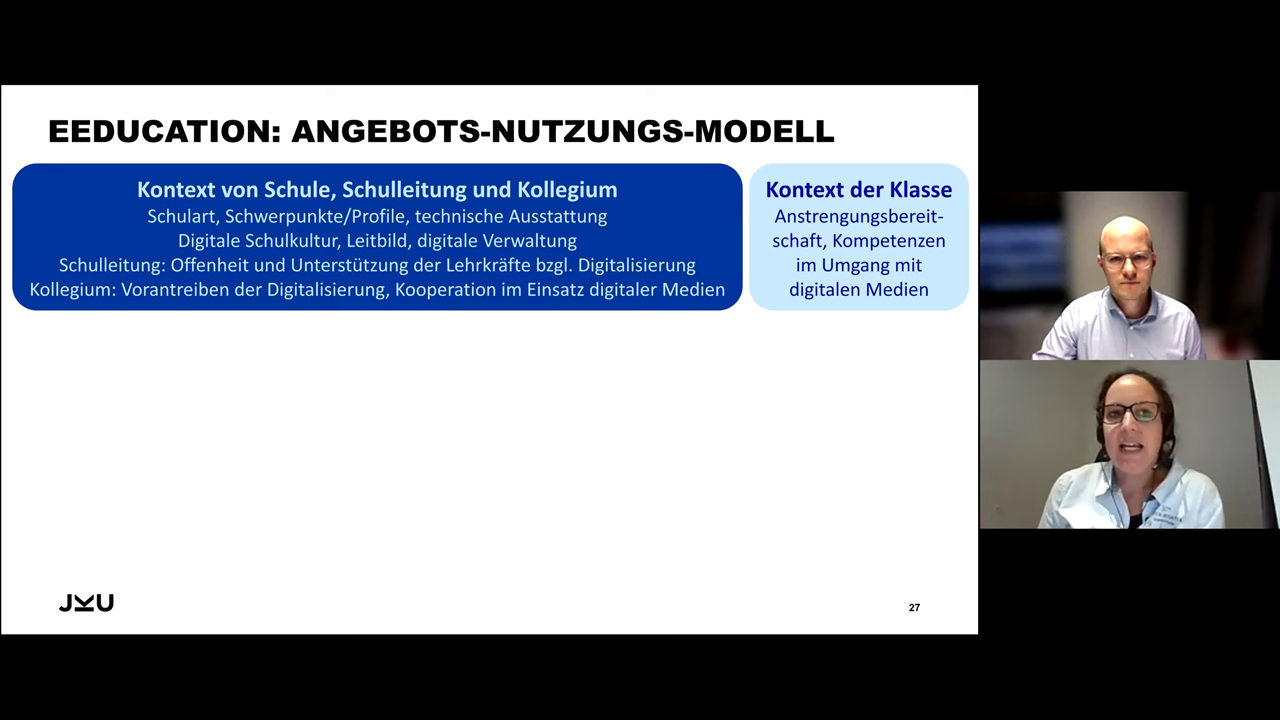 EEDUCATION: ANGEBOTS-NUTZUNGS-MODELL
Kontext von Schule, Schulleitung und Kollegium
Schulart, Schwerpunkte/Profile, technische Ausstattung
Digitale Schulkultur, Leitbild, digitale Verwaltung
Schulleitung: Offenheit und Unterstützung der Lehrkräfte bzgl. Digitalisierung
Kollegium: Vorantreiben der Digitalisierung, Kooperation im Einsatz digitaler Medien
Kontext der Klasse
Anstrengungsbereit-
schaft, Kompetenzen
im Umgang mit
digitalen Medien
JKU
27